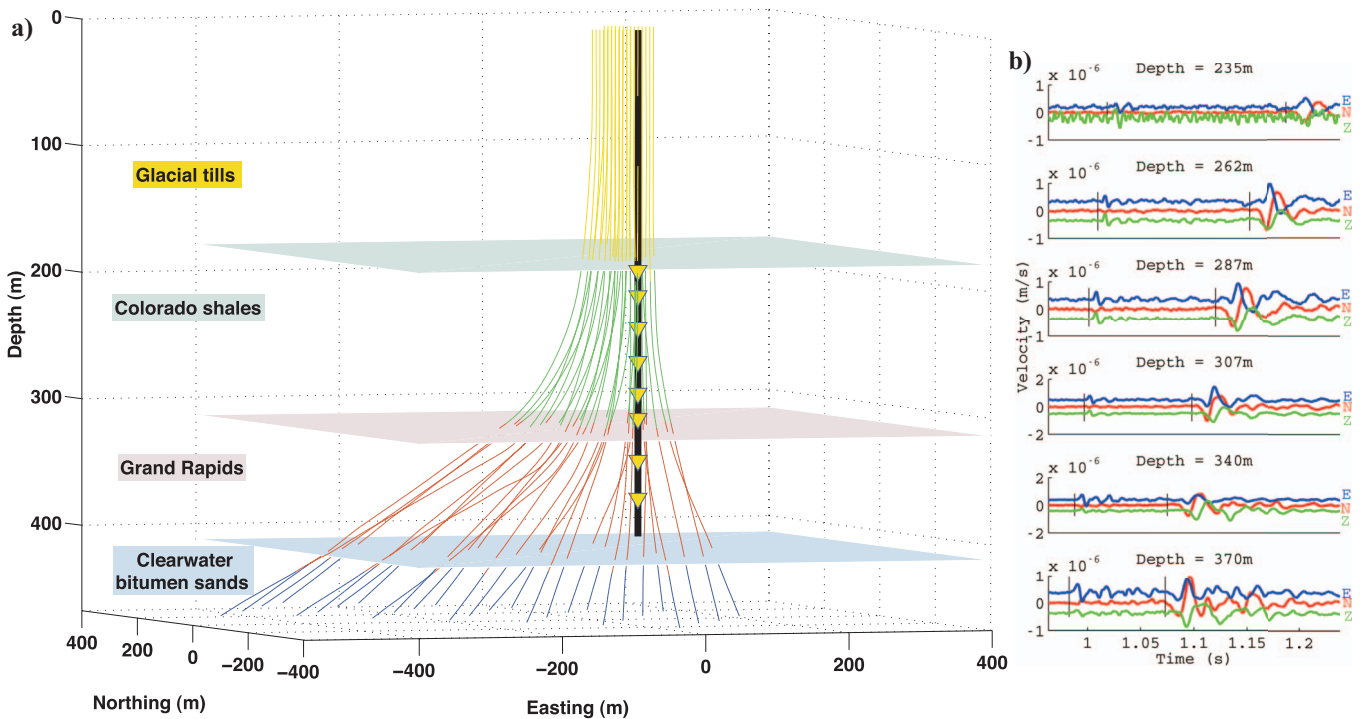 a)
0
100
Glacial tills
200
Depth (m)
Colorado shales
300
Grand Rapids
400
Clearwater
bitumen sands
400
200
0
−200
−400
Northing (m)
−400
−200
0
200
400
Easting (m)
b)
x 10-6
Depth = 235m
1
0
-1
E
N
Z
x 10-6
Depth = 262m
1
0
-1
E
N
Z
x 10-6
Depth = 287m
1
0
1
E
N
Z
Velocity (m/s)
x 10-6
Depth = 307m
2
0
-2
E
N
Z
x 10-6
Depth = 340m
2
0
-2
E
N
Z
x 10-6
Depth = 370m
1
0
-1
E
N
Z
1
1.05
1.1
1.15
1.2
Time (s)